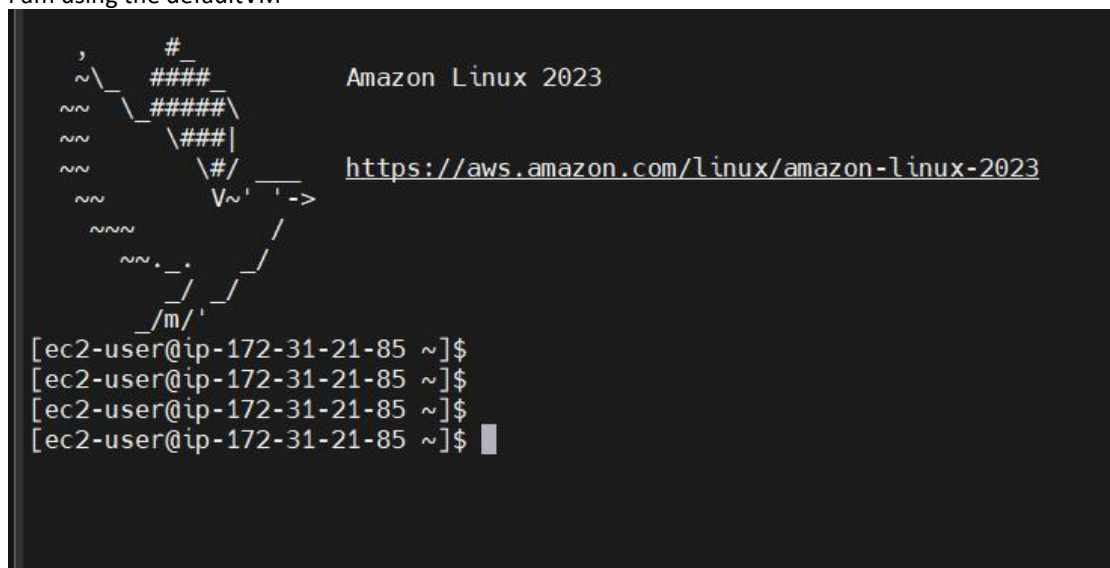 I am using the defaultVM
   ,     #_
   ~\_  ####_        Amazon Linux 2023
  ~~  \_#####\
  ~~     \###|
  ~~       \#/ ___   https://aws.amazon.com/linux/amazon-linux-2023
   ~~       V~' '->
    ~~~         /
      ~~._.   _/
         _/ _/
       _/m/'
[ec2-user@ip-172-31-21-85 ~]$
[ec2-user@ip-172-31-21-85 ~]$
[ec2-user@ip-172-31-21-85 ~]$
[ec2-user@ip-172-31-21-85 ~]$